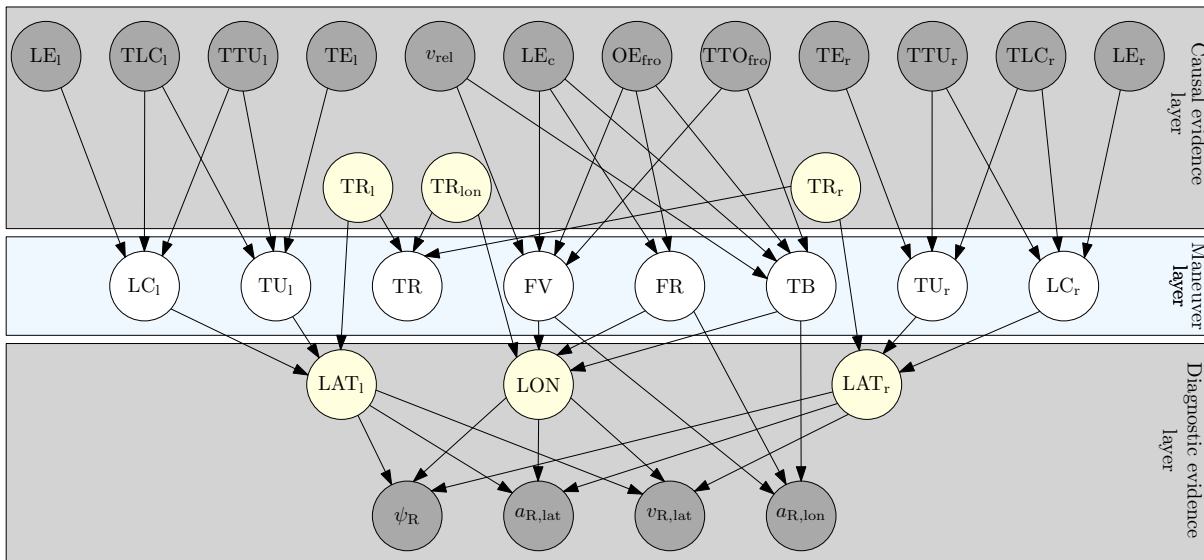 LE_l TLC_l TTU_l TE_l v_rel LE_c OE_fro TTO_fro TE_r TTU_r TLC_r LE_r
Causal evidence
layer
TR_l TR_lon TR_r
LC_l TU_l TR FV FR TB TU_r LC_r
Maneuver
layer
LAT_l LON LAT_r
Diagnostic evidence
layer
ψ_R a_R,lat v_R,lat a_R,lon